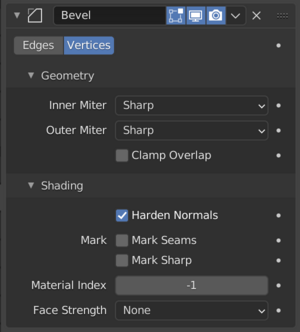 Bevel
Edges Vertices
Geometry
Inner Miter Sharp
Outer Miter Sharp
Clamp Overlap
Shading
Harden Normals
Mark Mark Seams
Mark Sharp
Material Index -1
Face Strength None